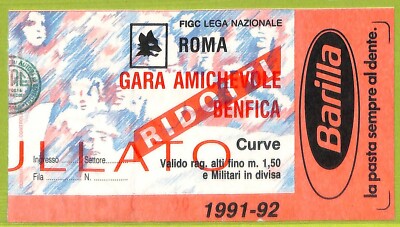 FIGC LEGA NAZIONALE
ROMA
GARA AMICHEVOLE
BENFICA
RIDOTTI
Curve
Valido rag. alti fino m. 1,50
e Militari in divisa
Ingresso Settore
Fila N.
ULLATO
1991-92
Barilla
la pasta sempre al dente.